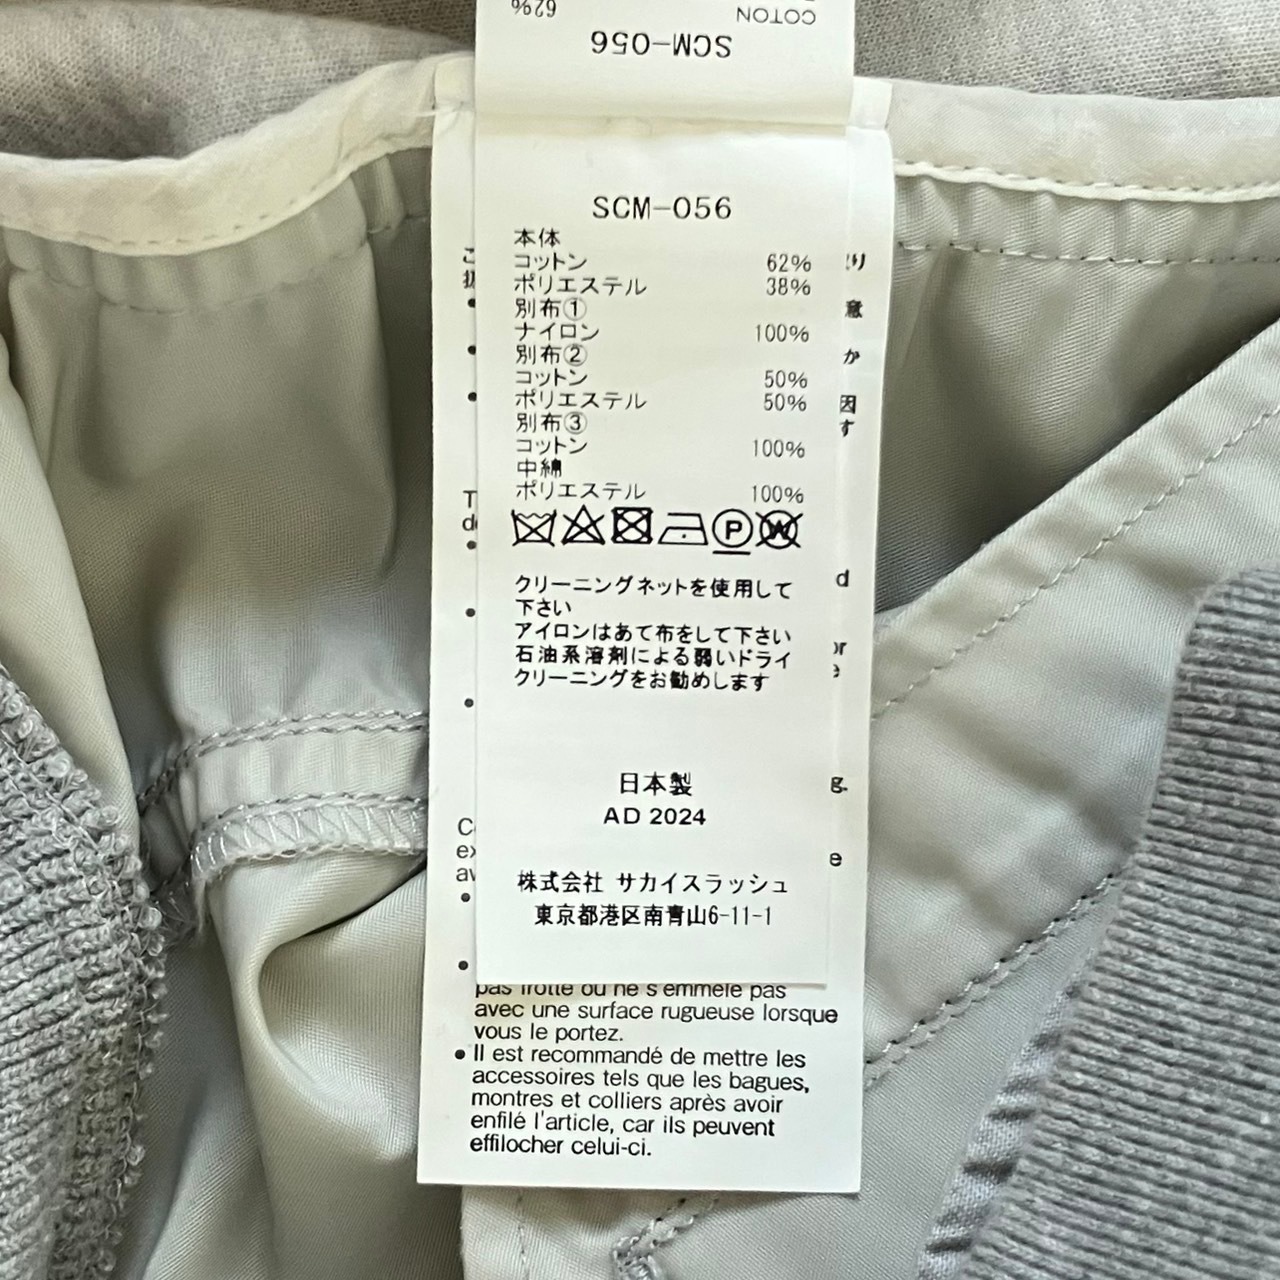 62%
COTON
SCM-056
SCM-056
本体
コットン 62%
ポリエステル 38%
別布①
ナイロン 100%
別布②
コットン 50%
ポリエステル 50%
別布③
コットン 100%
中綿
ポリエステル 100%
P W
クリーニングネットを使用して
下さい
アイロンはあて布をして下さい
石油系溶剤による弱いドライ
クリーニングをお勧めします
日本製
AD 2024
株式会社 サカイスラッシュ
東京都港区南青山6-11-1
pas frotte ou ne s'emmêle pas
avec une surface rugueuse lorsque
vous le portez.
• Il est recommandé de mettre les
accessoires tels que les bagues,
montres et colliers après avoir
enfilé l'article, car ils peuvent
effilocher celui-ci.